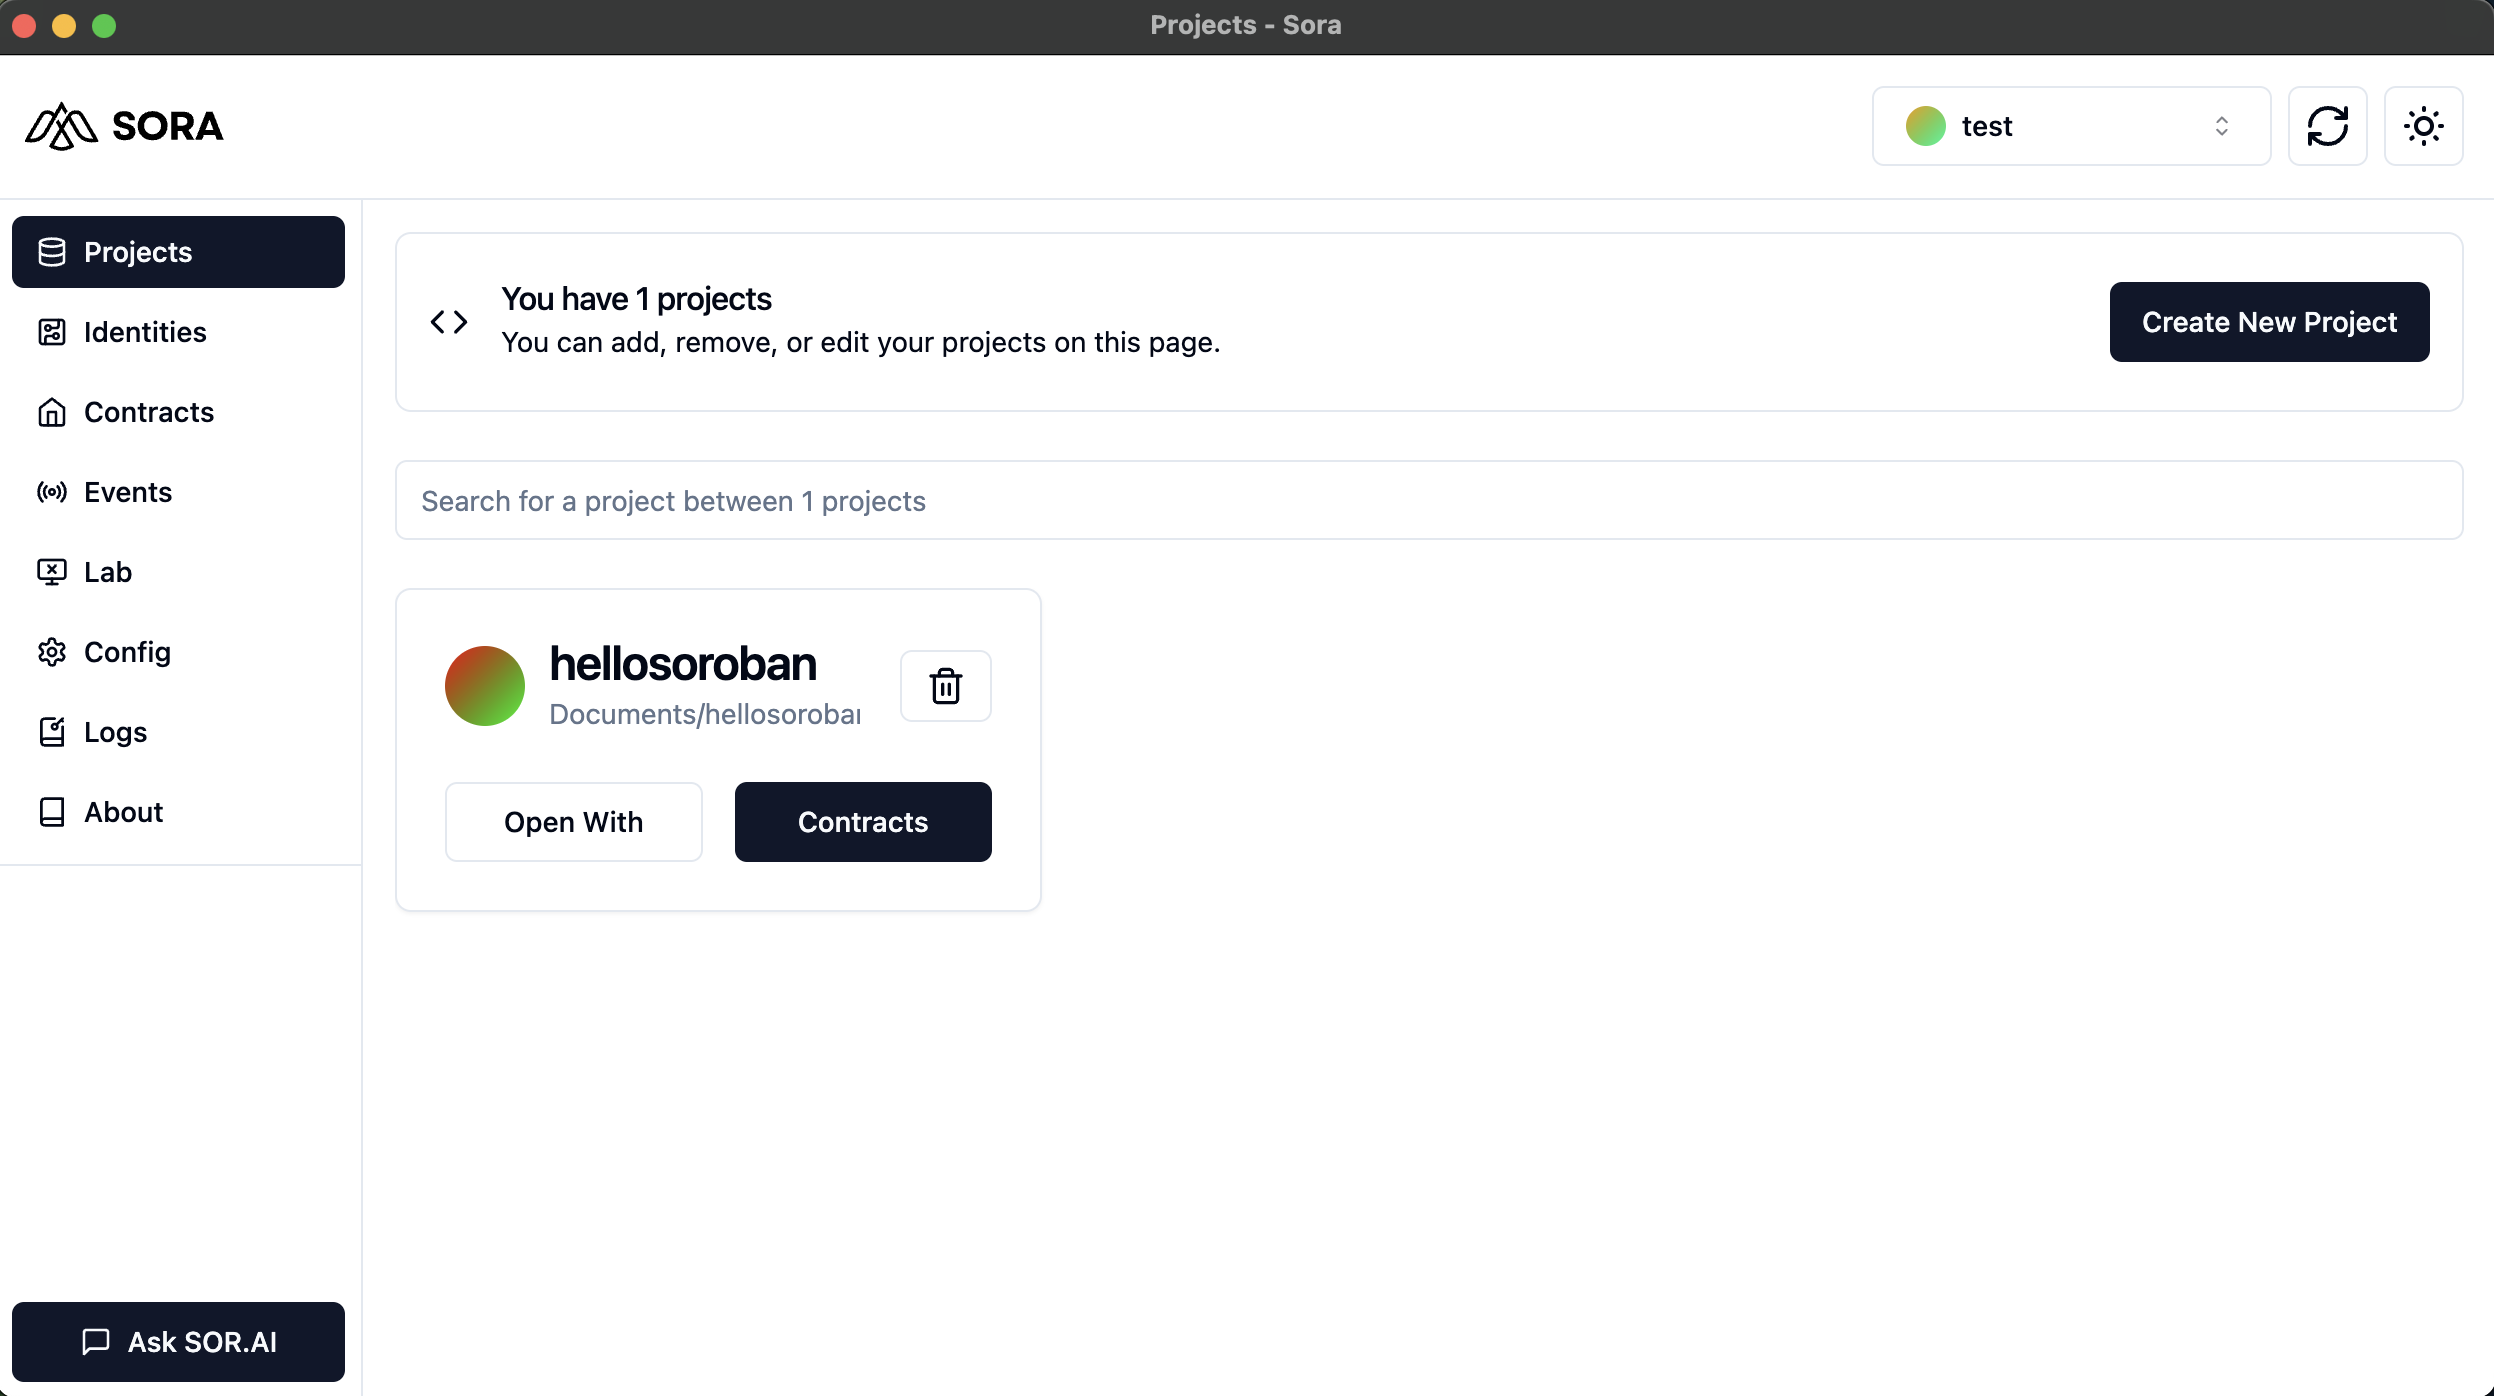 Projects - Sora
SORA
test
Projects
Identities
Contracts
Events
Lab
Config
Logs
About
Ask SOR.AI
You have 1 projects
You can add, remove, or edit your projects on this page.
Create New Project
Search for a project between 1 projects
hellosoroban
Documents/hellosoroban
Open With
Contracts